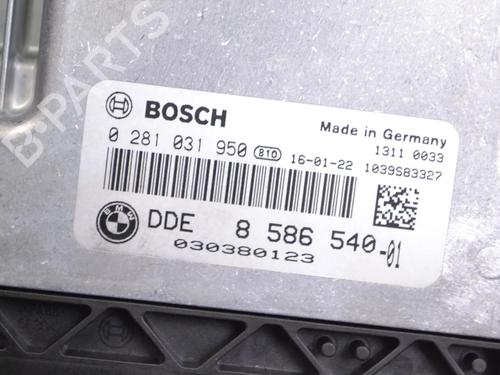 BOSCH
Made in Germany
0 281 031 950 810 16-01-22
1311 0033
1039S83327
BMW
DDE 8 586 540-01
030380123
B-PARTS